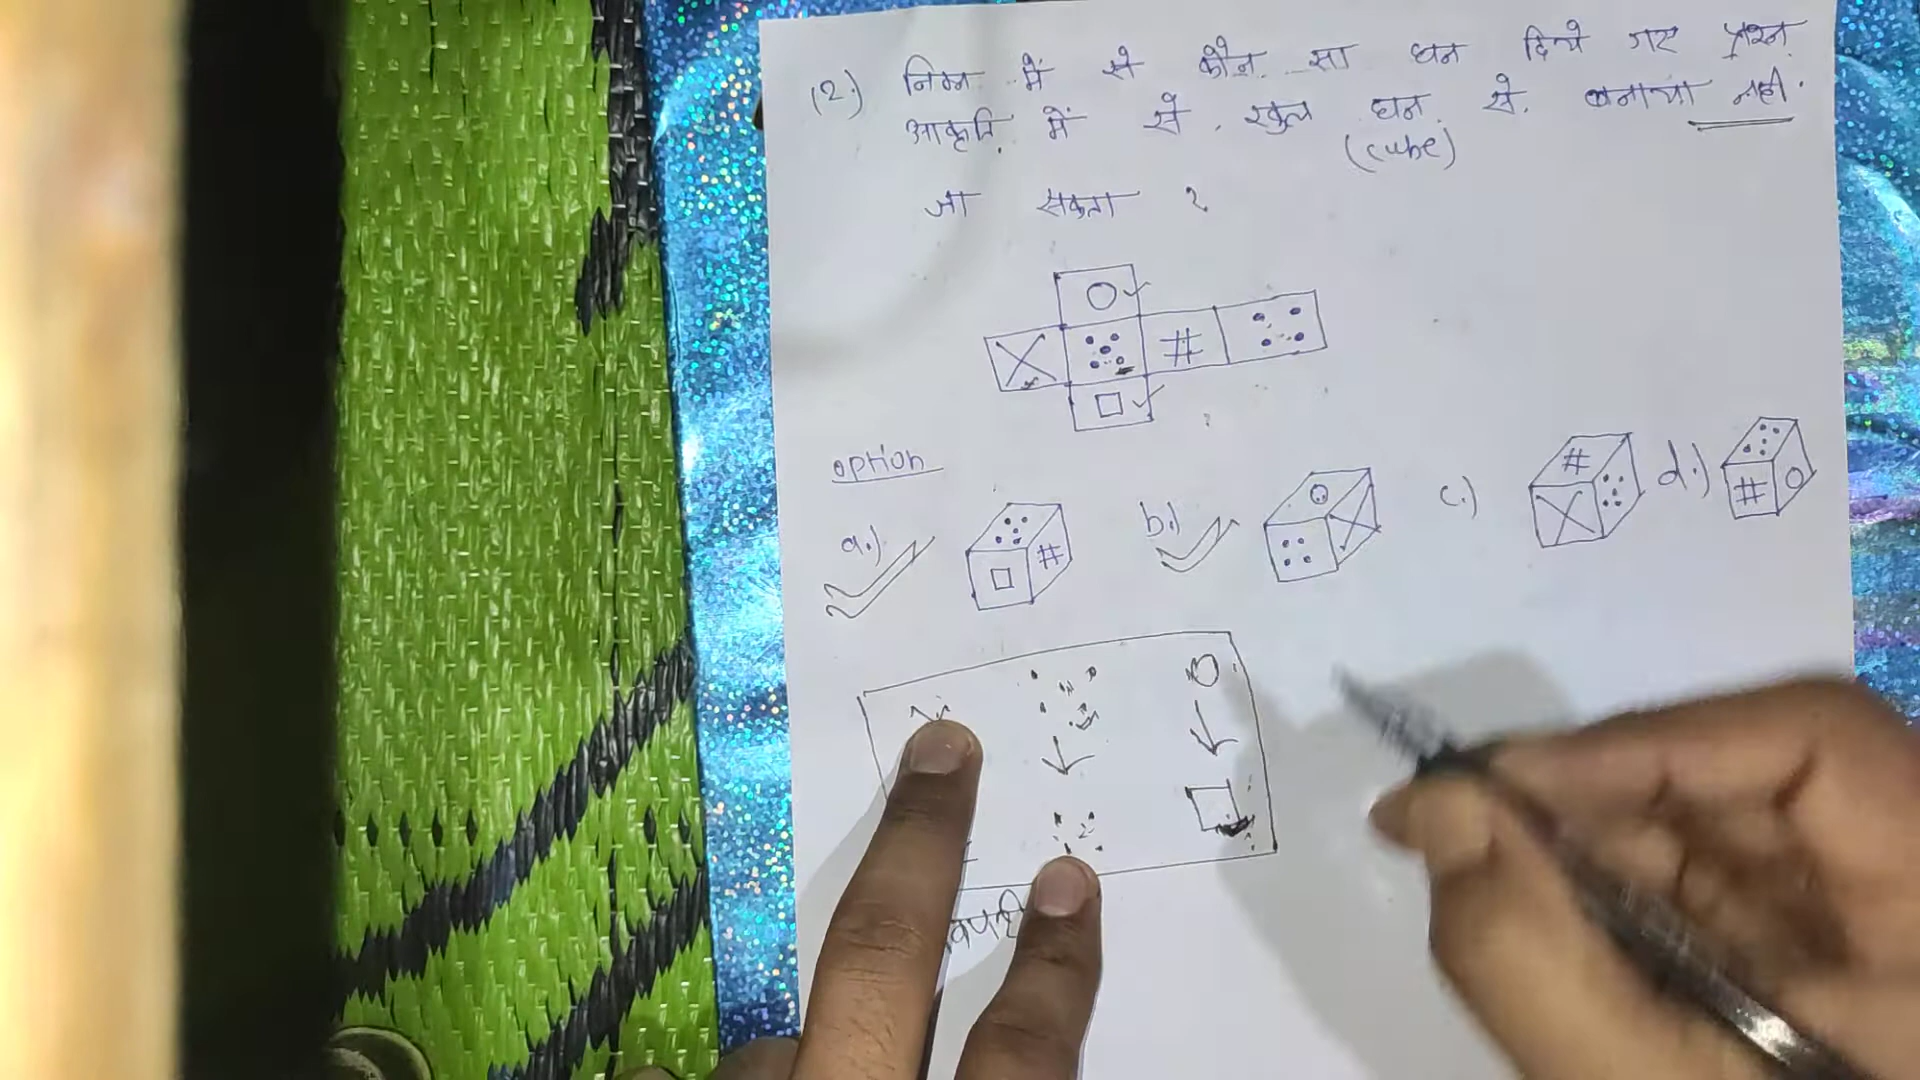 (2.) निम्न में से कौन सा घन दिये गए प्रश्न
आकृति में से खुल घन से बनाया नही
(cube)
जा सकता ?
option
a.) b.) c.) d.)